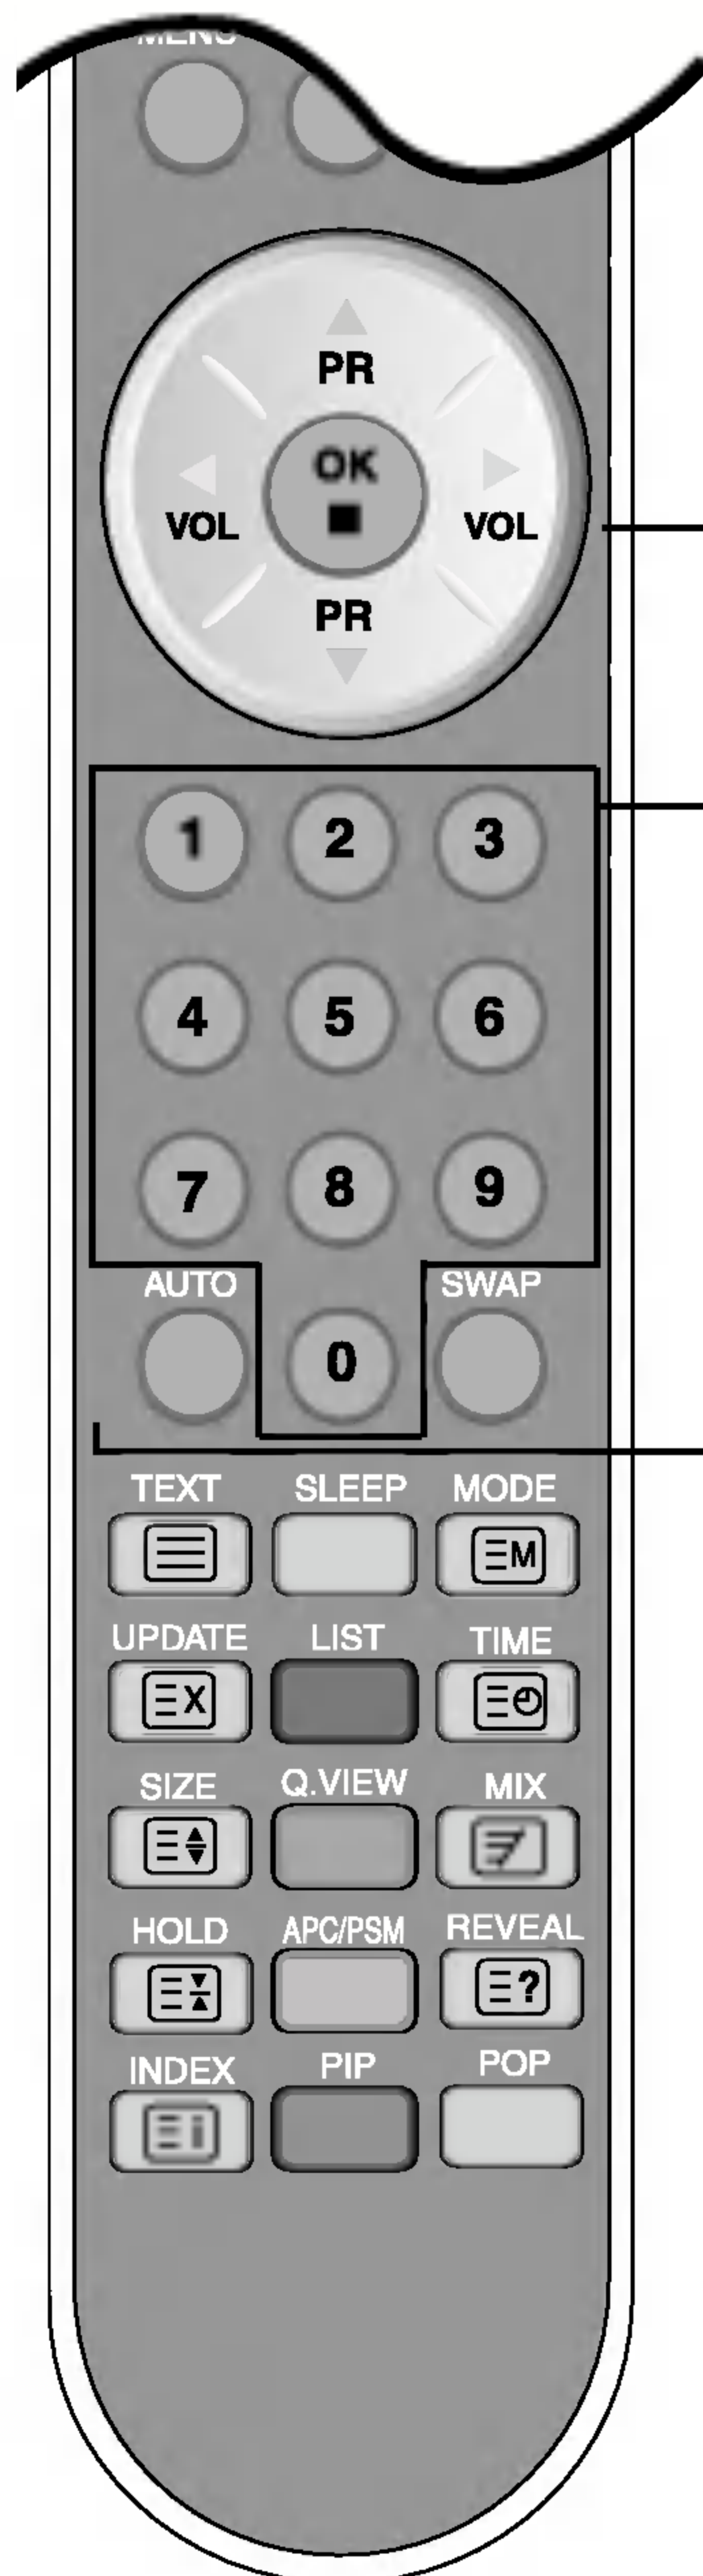 MENU
PR
OK
VOL VOL
PR
1 2 3
4 5 6
7 8 9
AUTO SWAP
0
TEXT SLEEP MODE
M
UPDATE LIST TIME
X
SIZE Q.VIEW MIX
HOLD APC/PSM REVEAL
?
INDEX PIP POP
i